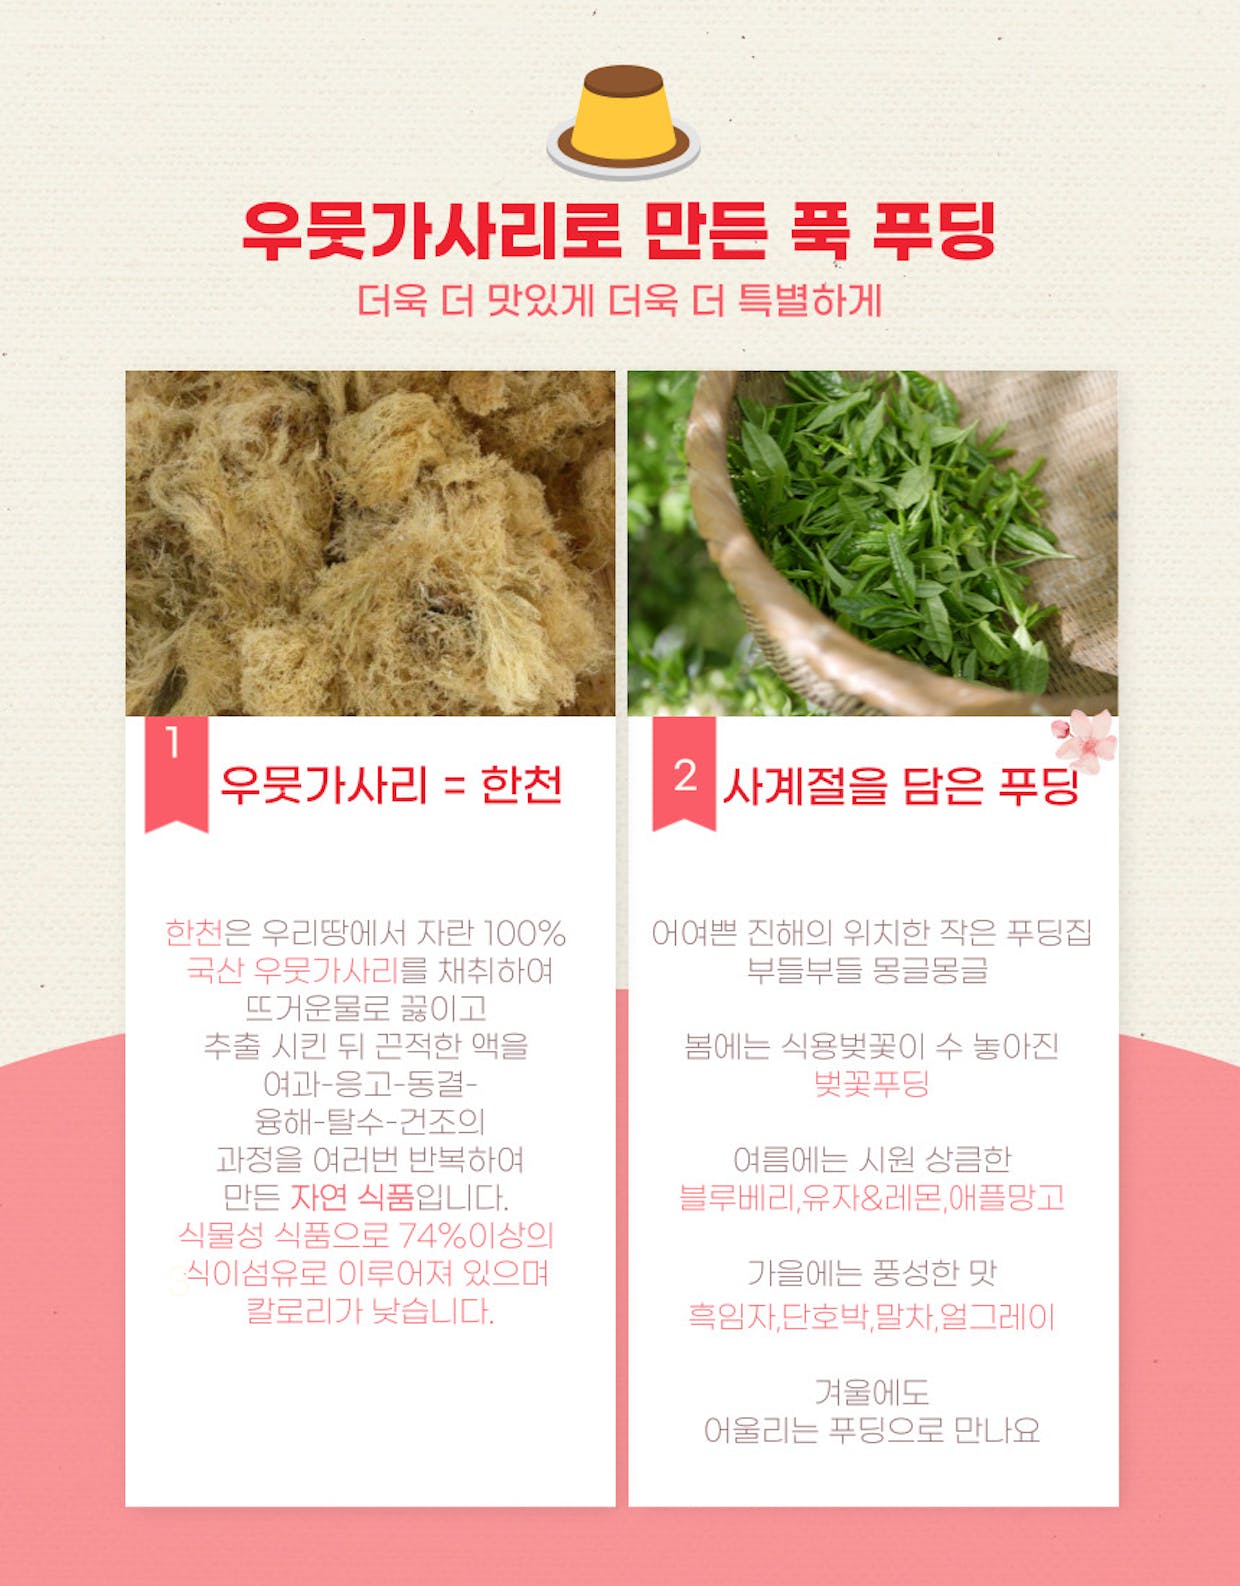 우뭇가사리로 만든 푹 푸딩
더욱 더 맛있게 더욱 더 특별하게
1
우뭇가사리 = 한천
한천은 우리땅에서 자란 100%
국산 우뭇가사리를 채취하여
뜨거운물로 끓이고
추출 시킨 뒤 끈적한 액을
여과-응고-동결-
융해-탈수-건조의
과정을 여러번 반복하여
만든 자연 식품입니다.
식물성 식품으로 74%이상의
식이섬유로 이루어져 있으며
칼로리가 낮습니다.
2
사계절을 담은 푸딩
어여쁜 진해의 위치한 작은 푸딩집
부들부들 몽글몽글
봄에는 식용벚꽃이 수 놓아진
벚꽃푸딩
여름에는 시원 상큼한
블루베리,유자&레몬,애플망고
가을에는 풍성한 맛
흑임자,단호박,말차,얼그레이
겨울에도
어울리는 푸딩으로 만나요